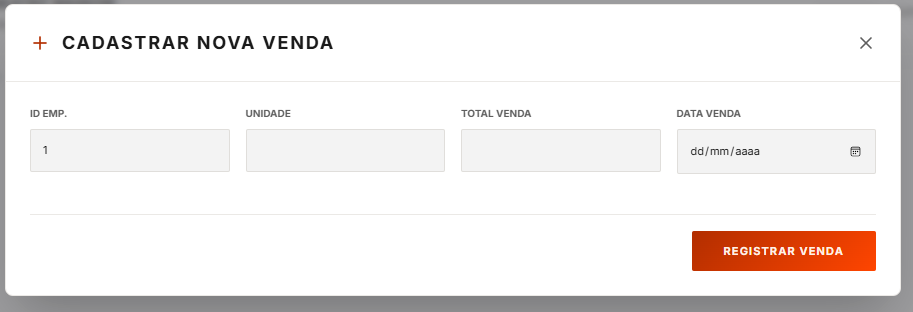 CADASTRAR NOVA VENDA
ID EMP. UNIDADE TOTAL VENDA DATA VENDA
1 dd/mm/aaaa
REGISTRAR VENDA